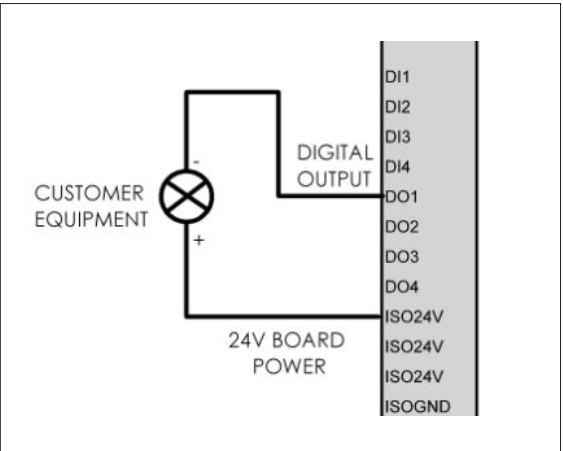 DI1
DI2
DI3
DIGITAL
DI4
OUTPUT
DO1
-
CUSTOMER
EQUIPMENT
+
DO2
DO3
DO4
ISO24V
24V BOARD
POWER
ISO24V
ISO24V
ISOGND